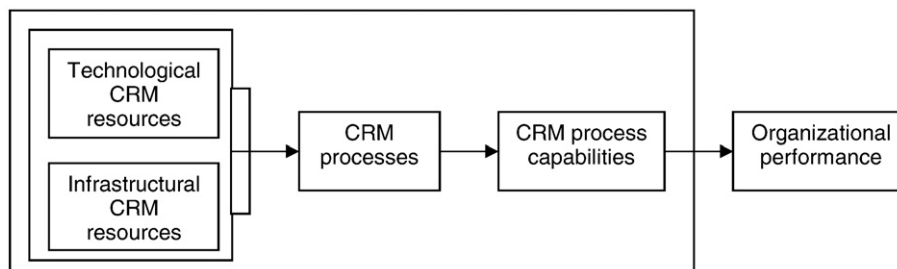 Technological
CRM
resources
Infrastructural
CRM
resources
CRM
processes
CRM process
capabilities
Organizational
performance